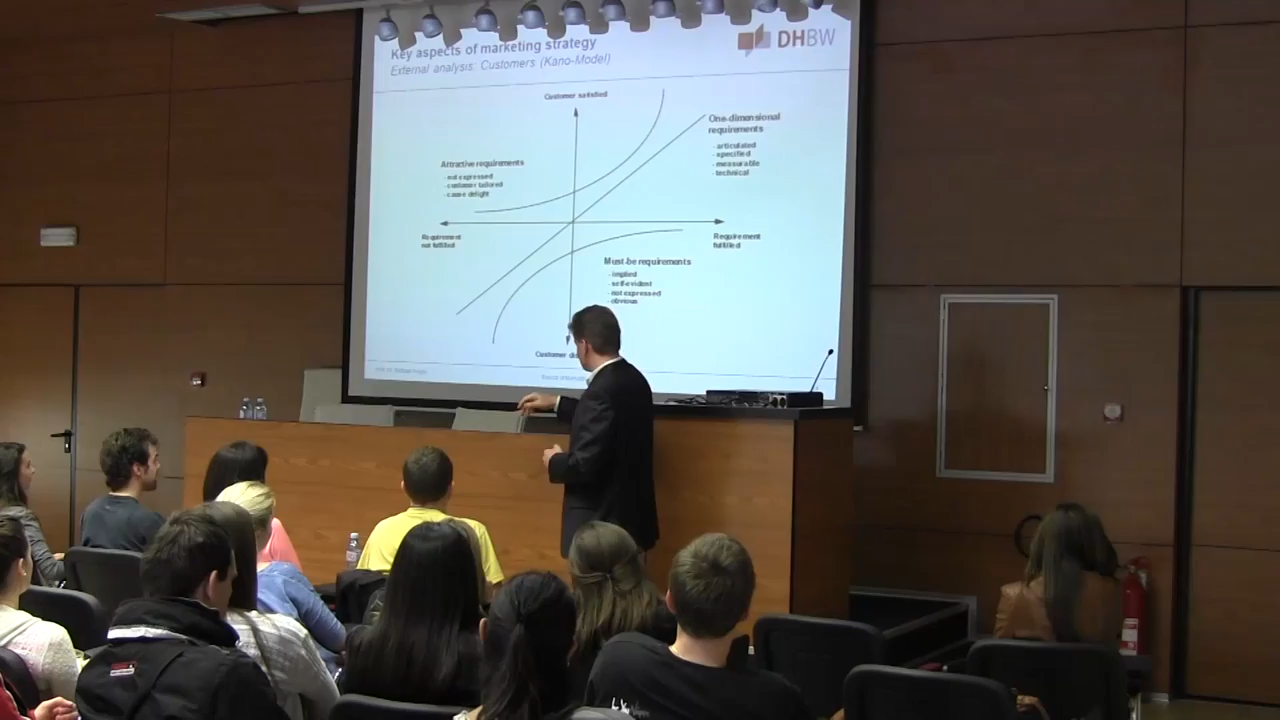 Key aspects of marketing strategy
External analysis: Customers (Kano-Model)
DHBW
Customer satisfied
One-dimensional
requirements
- articulated
- specified
- measurable
- technical
Attractive requirements
- not expressed
- customer tailored
- cause delight
Requirement
not fulfilled
Requirement
fulfilled
Must-be requirements
- implied
- self-evident
- not expressed
- obvious
Customer